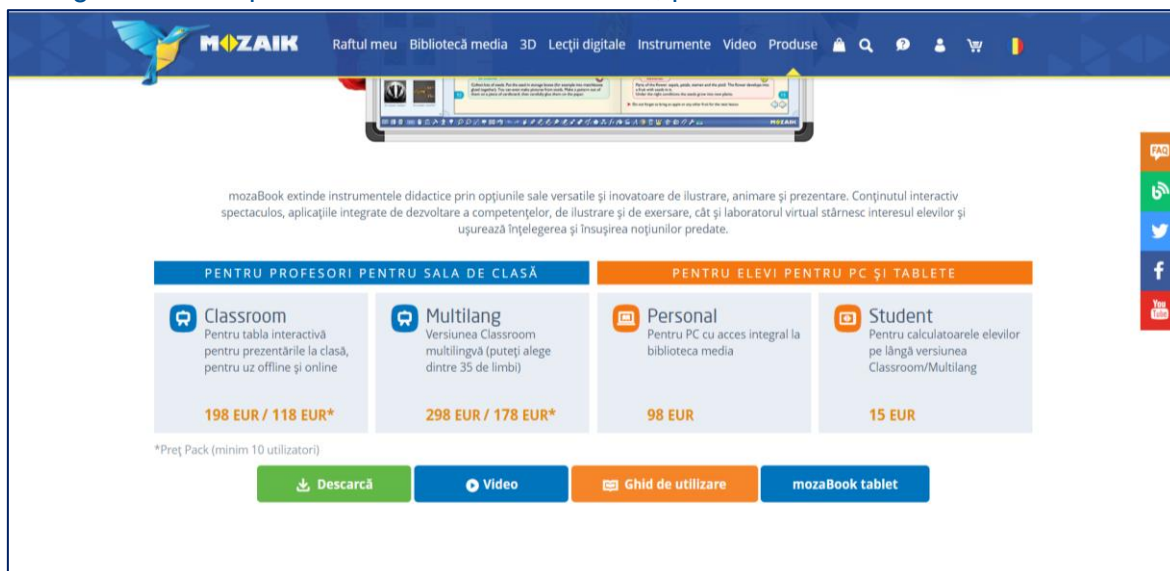 MOZAIK
Raftul meu Bibliotecă media 3D Lecții digitale Instrumente Video Produse
MOZAIK
FAQ
You
Tube
mozaBook extinde instrumentele didactice prin opțiunile sale versatile și inovatoare de ilustrare, animare și prezentare. Conținutul interactiv
spectaculos, aplicațiile integrate de dezvoltare a competențelor, de ilustrare și de exersare, cât și laboratorul virtual stârnesc interesul elevilor și
ușurează înțelegerea și însușirea noțiunilor predate.
PENTRU PROFESORI PENTRU SALA DE CLASĂ
PENTRU ELEVI PENTRU PC ȘI TABLETE
Classroom
Pentru tabla interactivă
pentru prezentările la clasă,
pentru uz offline și online
198 EUR / 118 EUR*
Multilang
Versiunea Classroom
multilingvă (puteți alege
dintre 35 de limbi)
298 EUR / 178 EUR*
Personal
Pentru PC cu acces integral la
biblioteca media
98 EUR
Student
Pentru calculatoarele elevilor
pe lângă versiunea
Classroom/Multilang
15 EUR
*Preț Pack (minim 10 utilizatori)
Descarcă
Video
Ghid de utilizare
mozaBook tablet